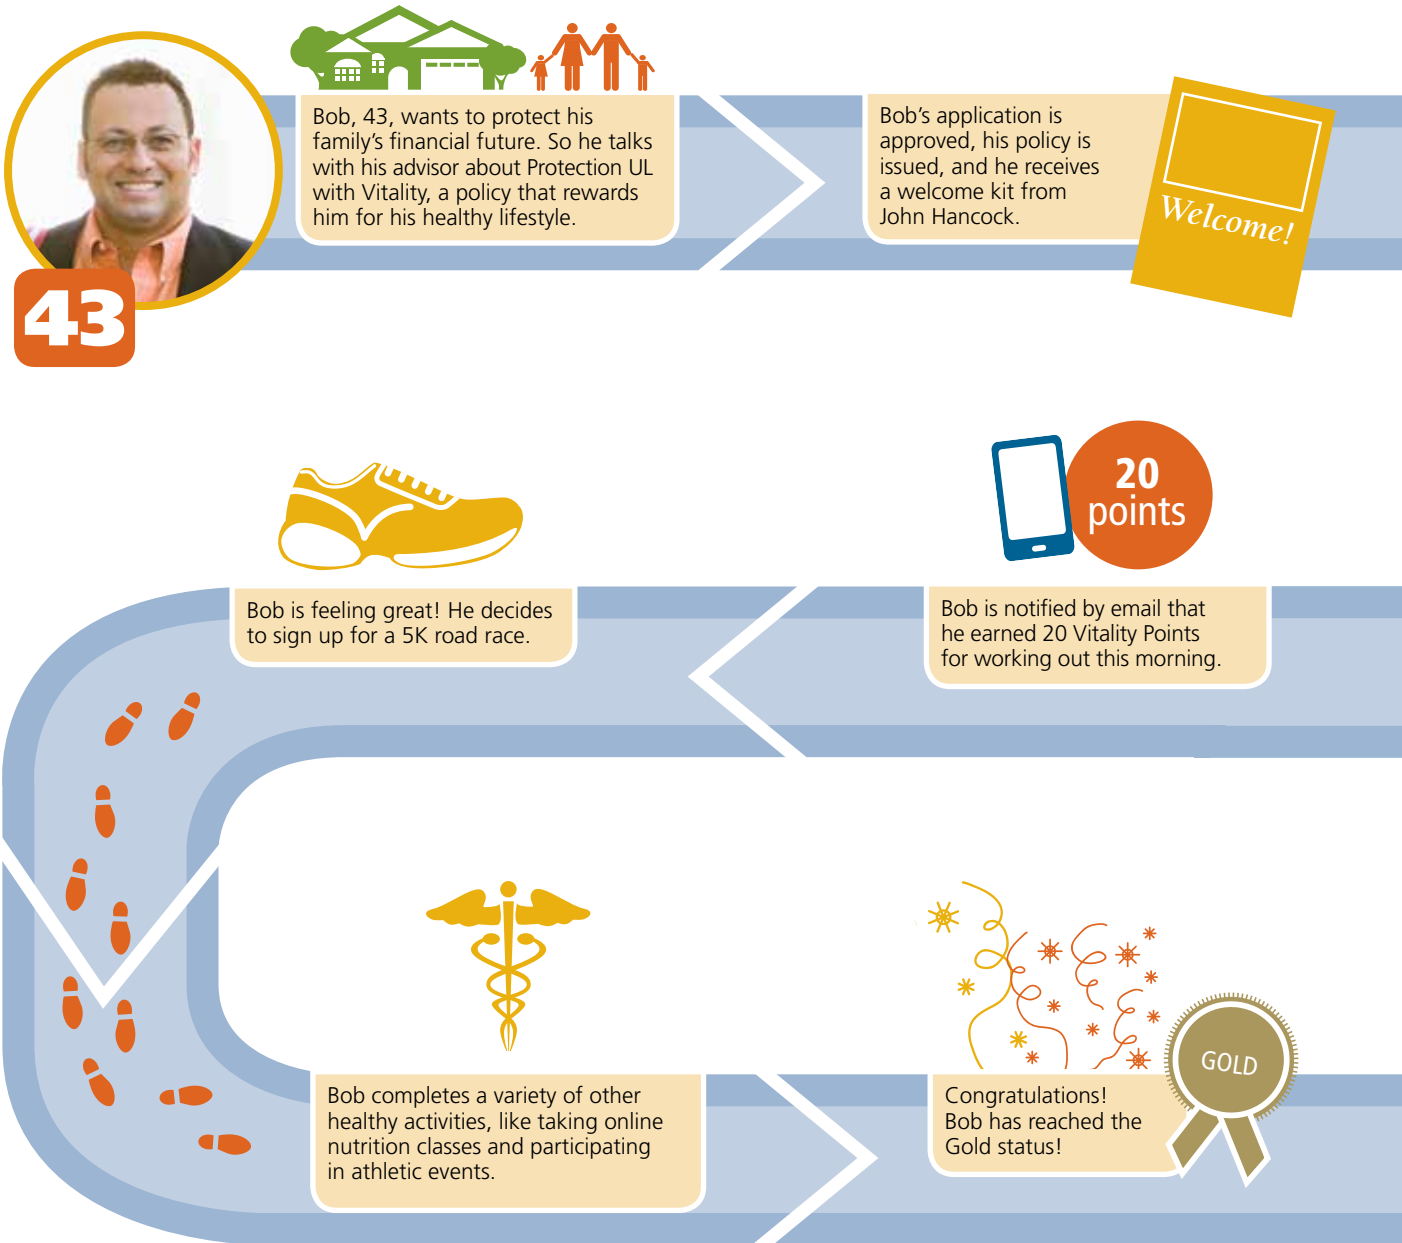 43
Bob, 43, wants to protect his
family’s financial future. So he talks
with his advisor about Protection UL
with Vitality, a policy that rewards
him for his healthy lifestyle.
Bob’s application is
approved, his policy is
issued, and he receives
a welcome kit from
John Hancock.
Welcome!
20
points
Bob is notified by email that
he earned 20 Vitality Points
for working out this morning.
Bob is feeling great! He decides
to sign up for a 5K road race.
Bob completes a variety of other
healthy activities, like taking online
nutrition classes and participating
in athletic events.
Congratulations!
Bob has reached the
Gold status!
GOLD